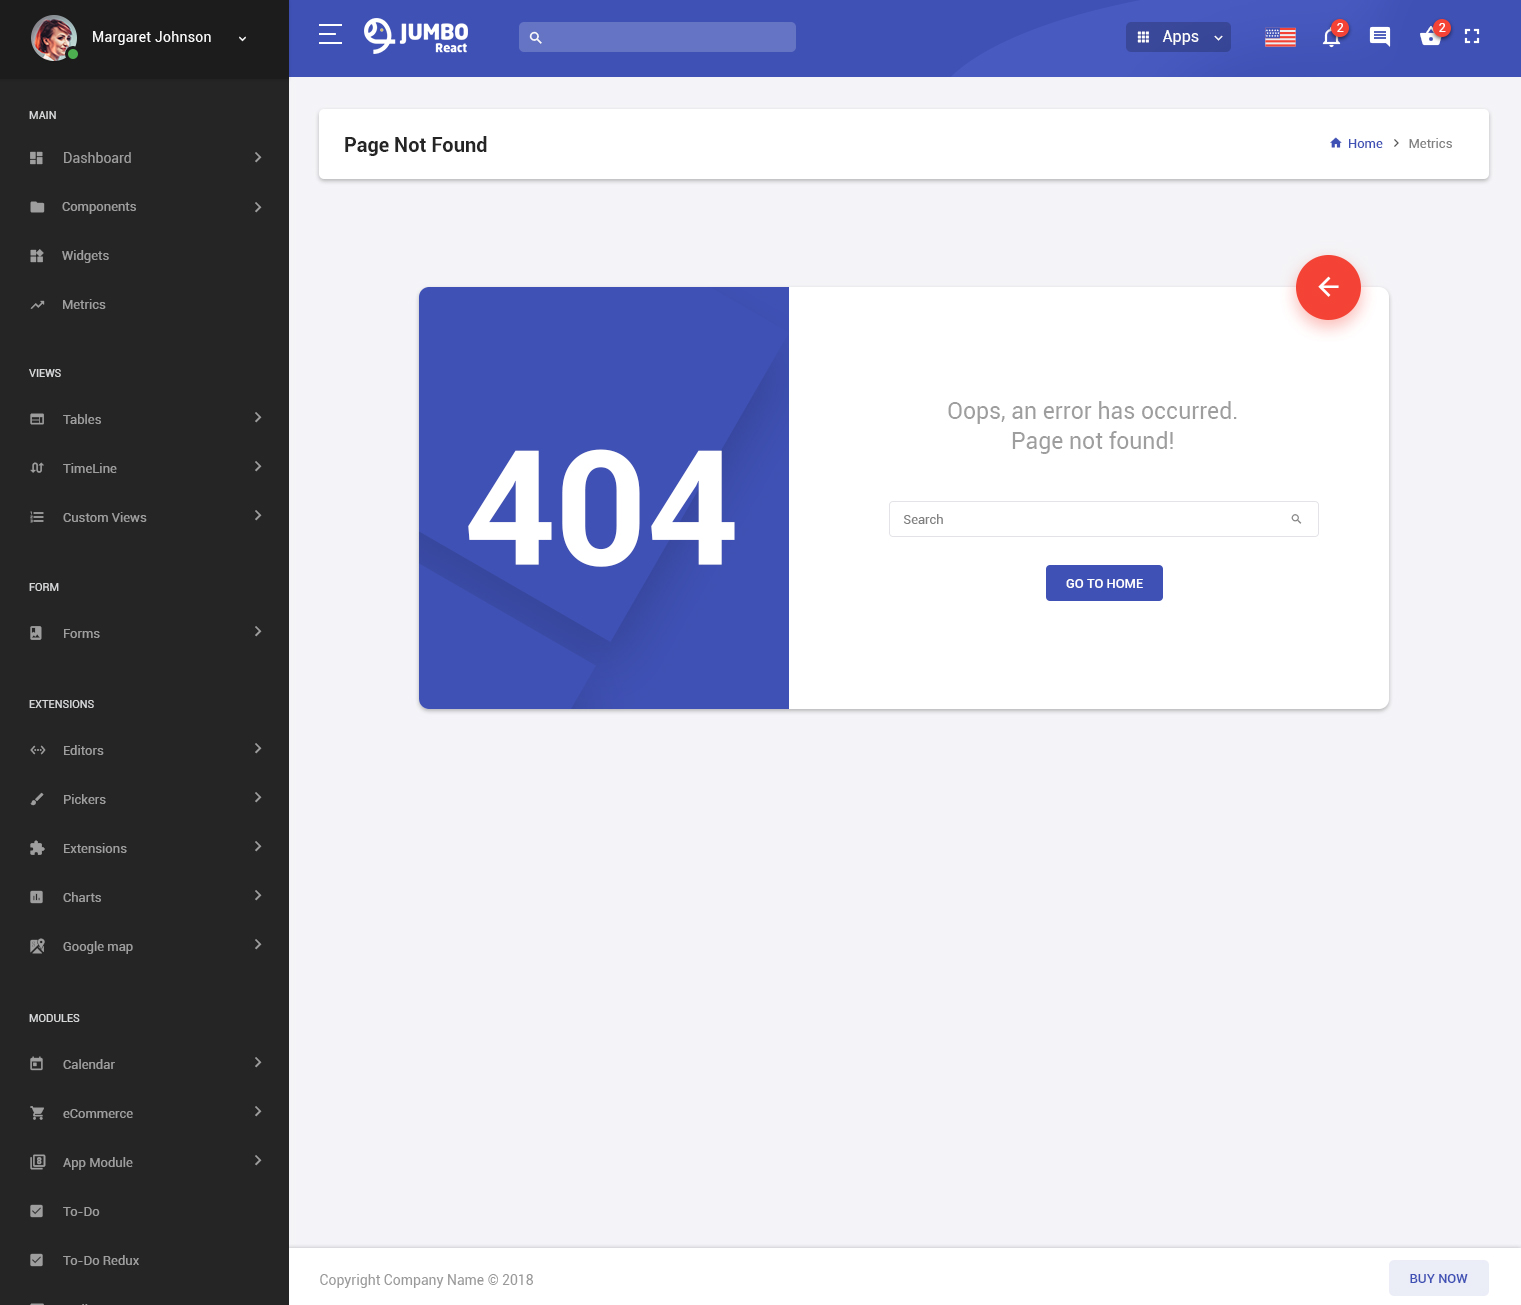 Margaret Johnson
JUMBO
React
Apps
2
2
MAIN
Dashboard
Components
Widgets
Metrics
VIEWS
Tables
TimeLine
Custom Views
FORM
Forms
EXTENSIONS
Editors
Pickers
Extensions
Charts
Google map
MODULES
Calendar
eCommerce
App Module
To-Do
To-Do Redux
Page Not Found
Home > Metrics
404
Oops, an error has occurred.
Page not found!
Search
GO TO HOME
Copyright Company Name © 2018
BUY NOW